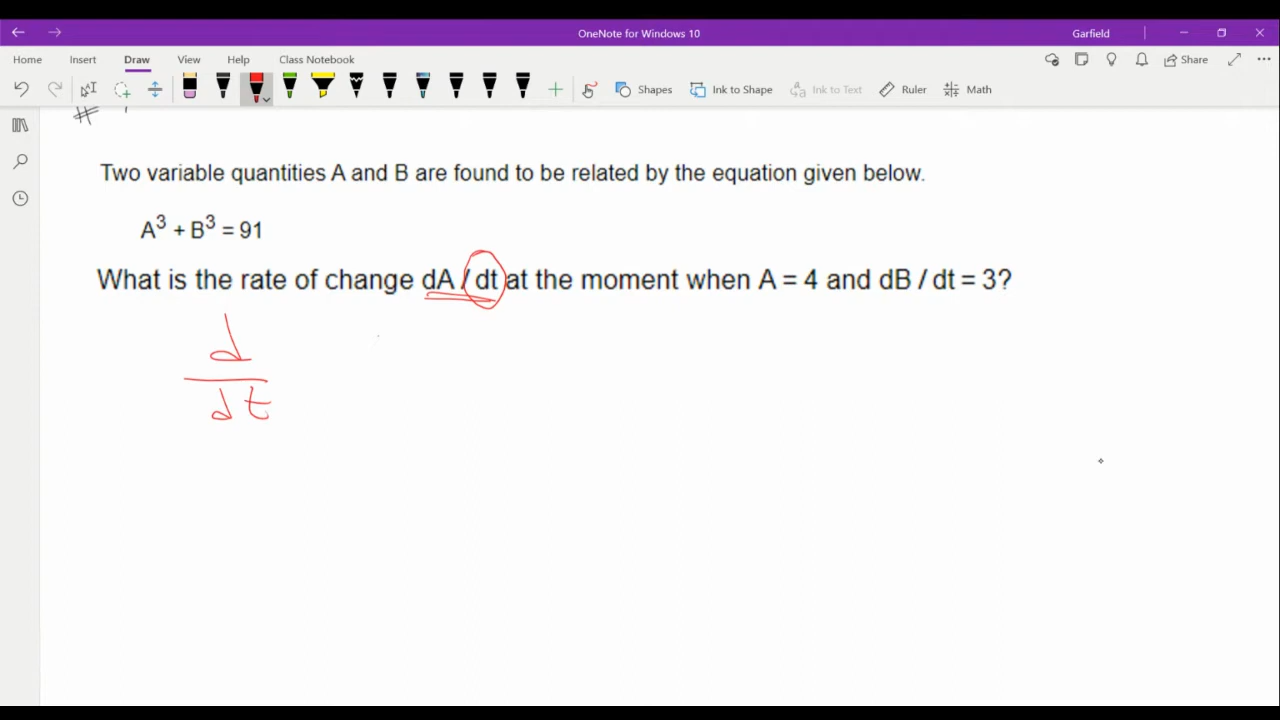 OneNote for Windows 10
Garfield
Home Insert Draw View Help Class Notebook
Share
Shapes Ink to Shape Ink to Text Ruler Math
#
Two variable quantities A and B are found to be related by the equation given below.
A³ + B³ = 91
What is the rate of change dA / dt at the moment when A = 4 and dB / dt = 3?
d
dt